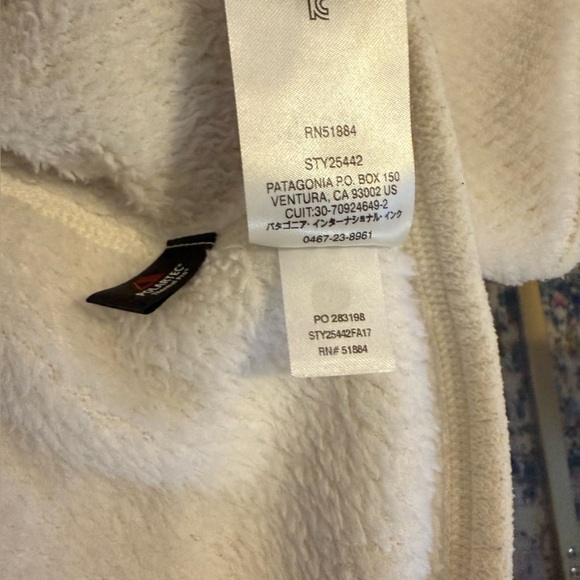 RN51884
STY25442
PATAGONIA P.O. BOX 150
VENTURA, CA 93002 US
CUIT:30-70924649-2
パタゴニア・インターナショナル・インク
0467-23-8961
POLARTEC®
PO 283198
STY25442FA17
RN# 51884